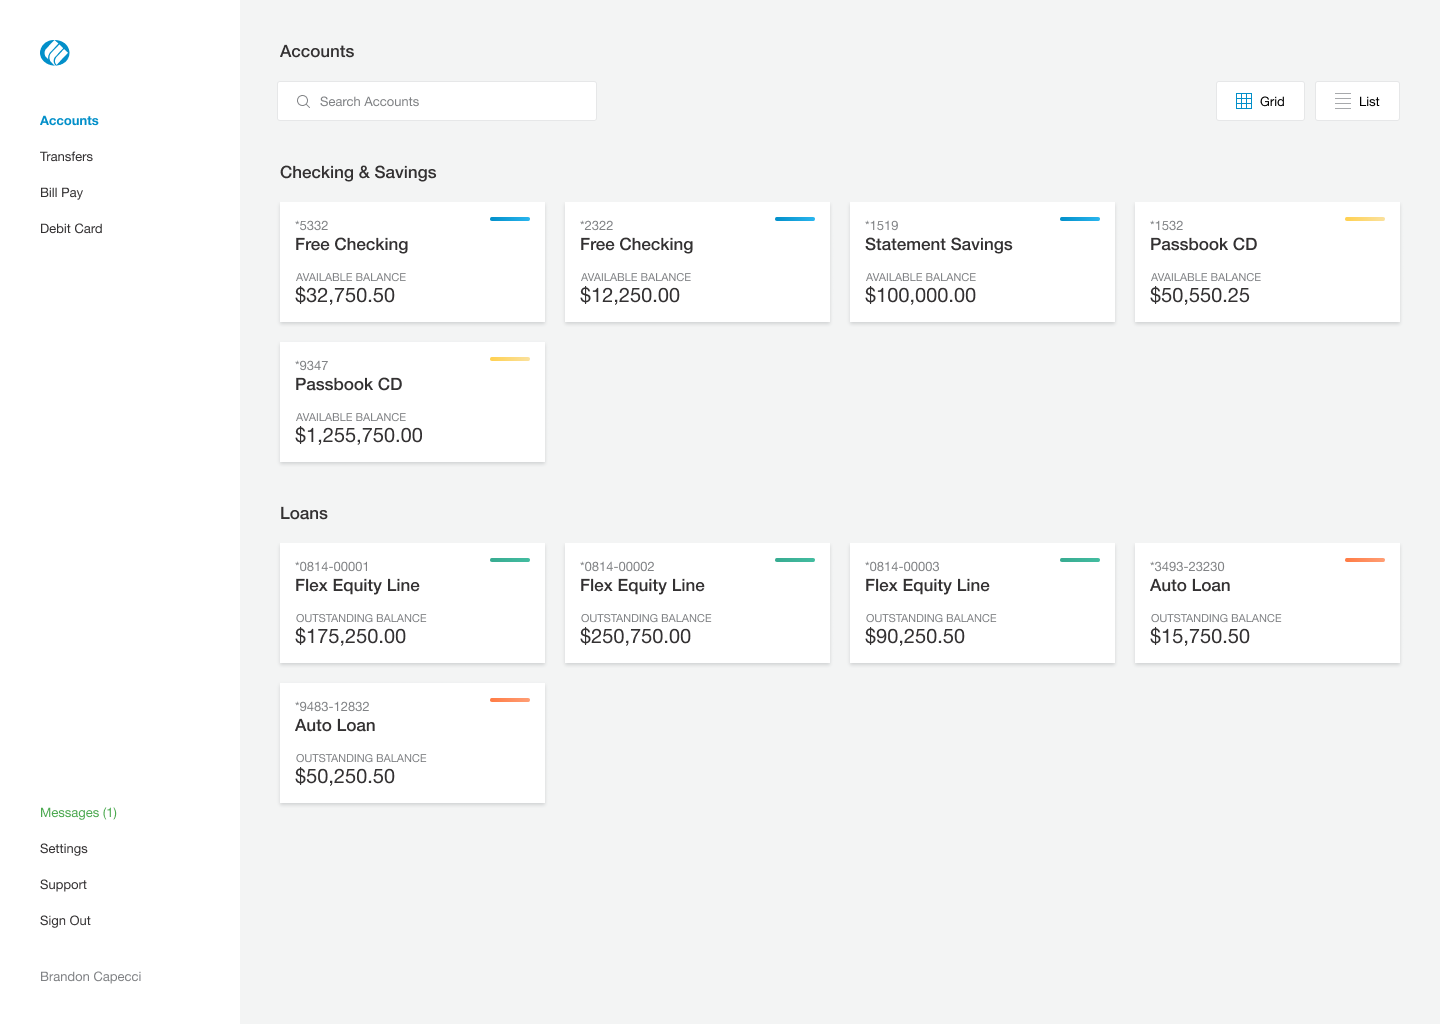 Accounts
Transfers
Bill Pay
Debit Card
Messages (1)
Settings
Support
Sign Out
Brandon Capecci
Accounts
Search Accounts
Grid
List
Checking & Savings
*5332
Free Checking
AVAILABLE BALANCE
$32,750.50
*2322
Free Checking
AVAILABLE BALANCE
$12,250.00
*1519
Statement Savings
AVAILABLE BALANCE
$100,000.00
*1532
Passbook CD
AVAILABLE BALANCE
$50,550.25
*9347
Passbook CD
AVAILABLE BALANCE
$1,255,750.00
Loans
*0814-00001
Flex Equity Line
OUTSTANDING BALANCE
$175,250.00
*0814-00002
Flex Equity Line
OUTSTANDING BALANCE
$250,750.00
*0814-00003
Flex Equity Line
OUTSTANDING BALANCE
$90,250.50
*3493-23230
Auto Loan
OUTSTANDING BALANCE
$15,750.50
*9483-12832
Auto Loan
OUTSTANDING BALANCE
$50,250.50